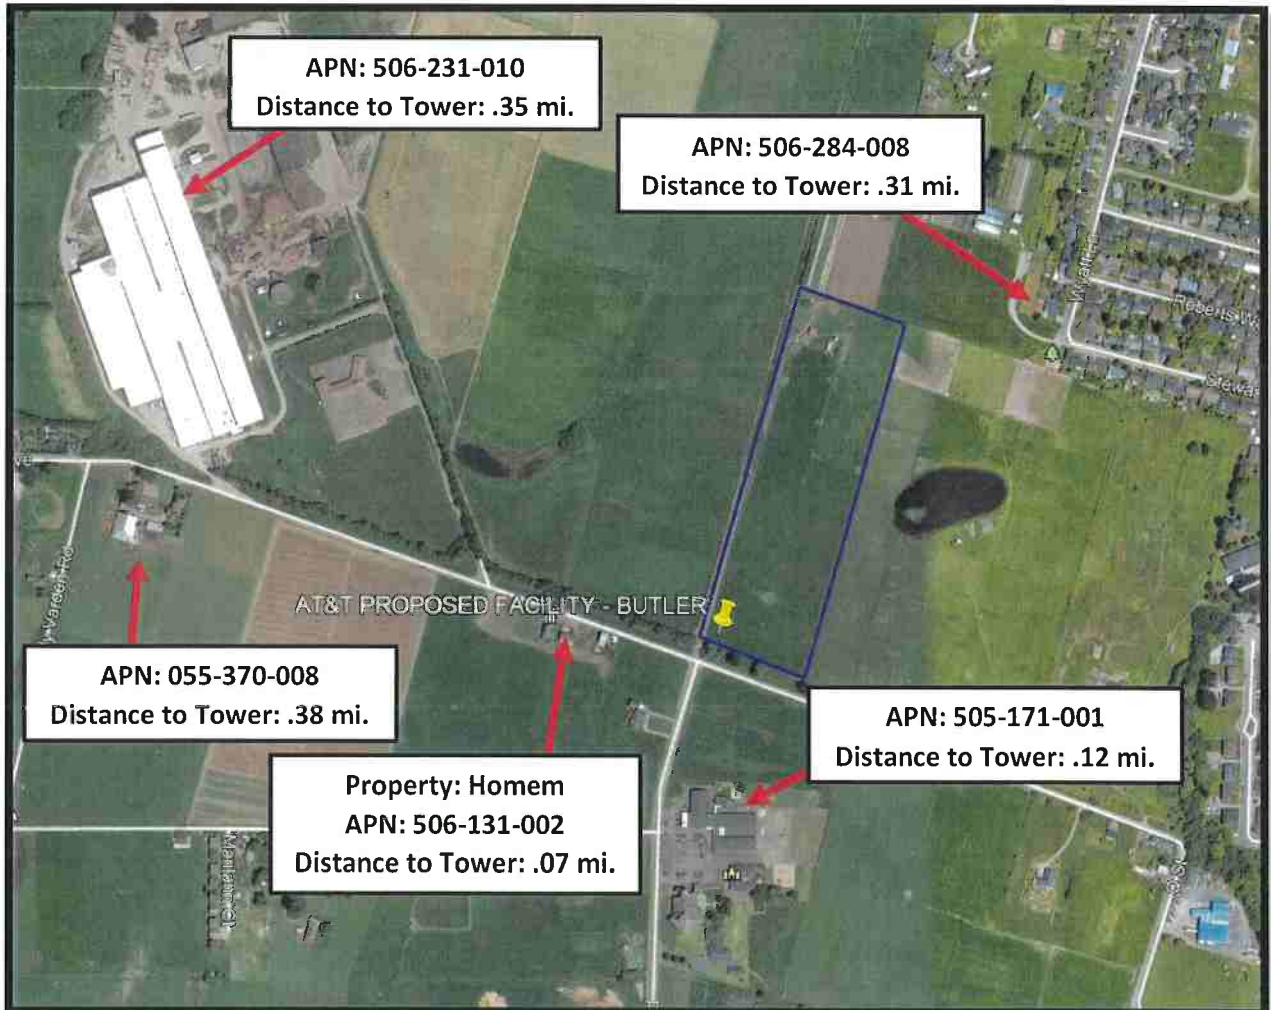 APN: 506-231-010
Distance to Tower: .35 mi.
APN: 506-284-008
Distance to Tower: .31 mi.
Roberts
AT&T PROPOSED FACILITY - BUTLER
APN: 055-370-008
Distance to Tower: .38 mi.
APN: 505-171-001
Distance to Tower: .12 mi.
Property: Homem
APN: 506-131-002
Distance to Tower: .07 mi.